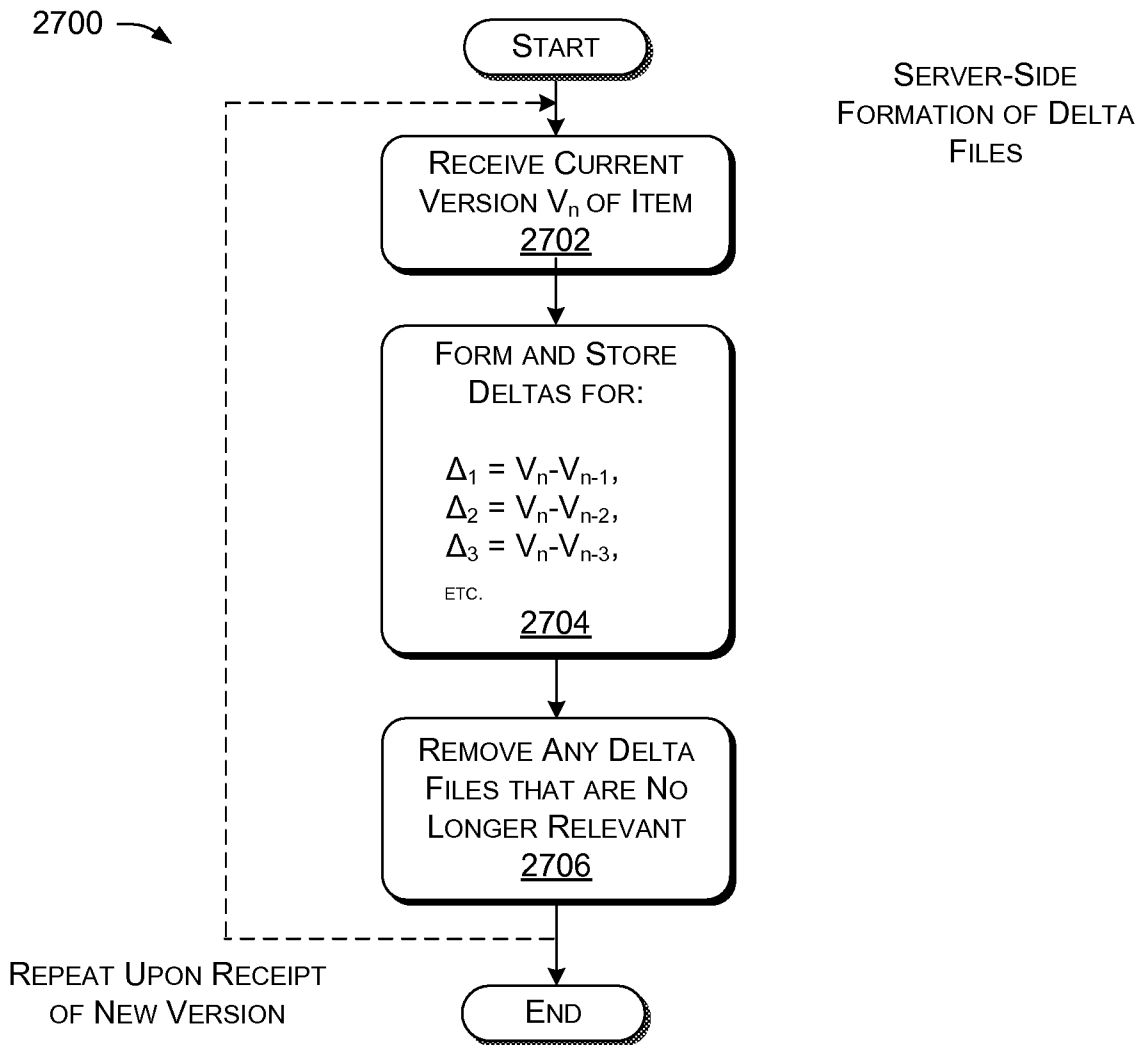 2700
START
SERVER-SIDE
FORMATION OF DELTA
FILES
RECEIVE CURRENT
VERSION Vn OF ITEM
2702
FORM AND STORE
DELTAS FOR:
Δ1 = Vn-Vn-1,
Δ2 = Vn-Vn-2,
Δ3 = Vn-Vn-3,
ETC.
2704
REMOVE ANY DELTA
FILES THAT ARE NO
LONGER RELEVANT
2706
REPEAT UPON RECEIPT
OF NEW VERSION
END